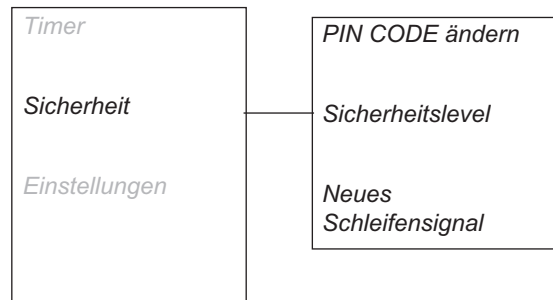 Timer
Sicherheit
Einstellungen
PIN CODE ändern
Sicherheitslevel
Neues
Schleifensignal